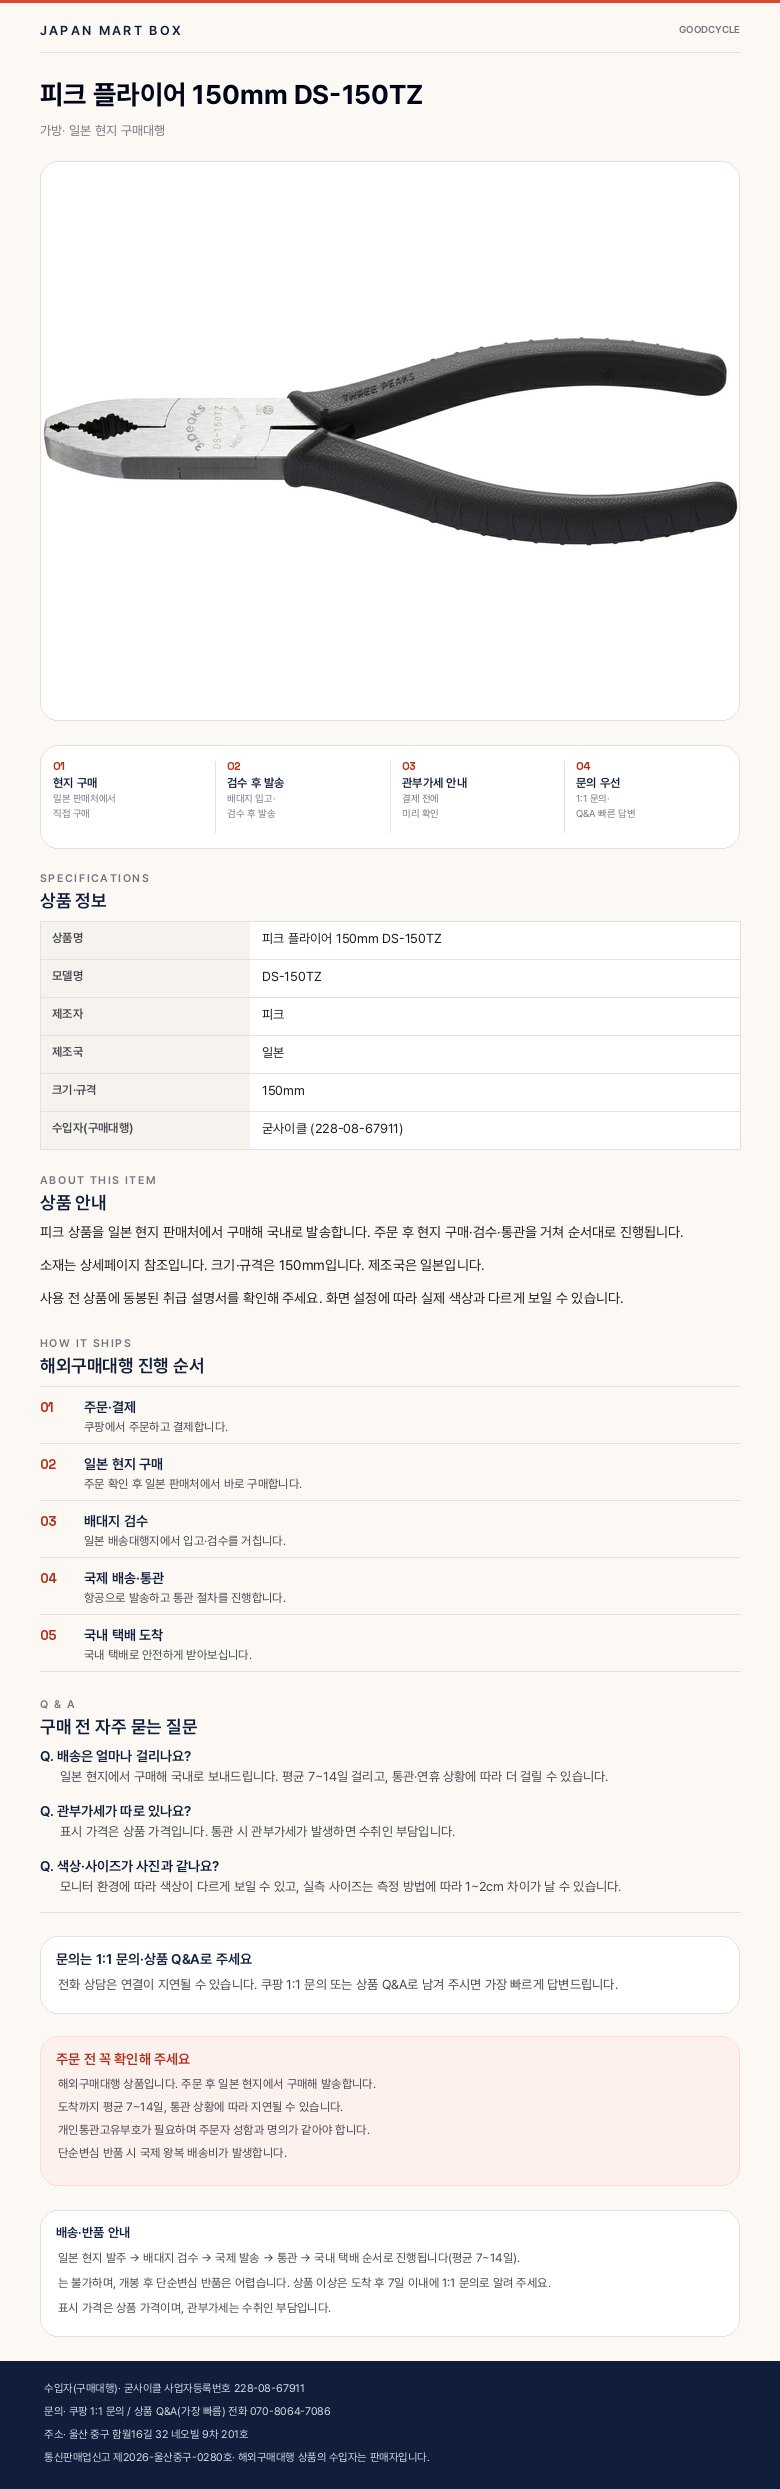 JAPAN MART BOX
GOODCYCLE
피크 플라이어 150mm DS-150TZ
가방· 일본 현지 구매대행
THREE PEAKS
3.peaks
DS-150TZ
01
현지 구매
일본 판매처에서
직접 구매
02
검수 후 발송
배대지 입고·
검수 후 발송
03
관부가세 안내
결제 전에
미리 확인
04
문의 우선
1:1 문의·
Q&A 빠른 답변
SPECIFICATIONS
상품 정보
상품명 피크 플라이어 150mm DS-150TZ
모델명 DS-150TZ
제조자 피크
제조국 일본
크기·규격 150mm
수입자(구매대행) 굳사이클 (228-08-67911)
ABOUT THIS ITEM
상품 안내
피크 상품을 일본 현지 판매처에서 구매해 국내로 발송합니다. 주문 후 현지 구매·검수·통관을 거쳐 순서대로 진행됩니다.
소재는 상세페이지 참조입니다. 크기·규격은 150mm입니다. 제조국은 일본입니다.
사용 전 상품에 동봉된 취급 설명서를 확인해 주세요. 화면 설정에 따라 실제 색상과 다르게 보일 수 있습니다.
HOW IT SHIPS
해외구매대행 진행 순서
01 주문·결제
쿠팡에서 주문하고 결제합니다.
02 일본 현지 구매
주문 확인 후 일본 판매처에서 바로 구매합니다.
03 배대지 검수
일본 배송대행지에서 입고·검수를 거칩니다.
04 국제 배송·통관
항공으로 발송하고 통관 절차를 진행합니다.
05 국내 택배 도착
국내 택배로 안전하게 받아보십니다.
Q & A
구매 전 자주 묻는 질문
Q. 배송은 얼마나 걸리나요?
일본 현지에서 구매해 국내로 보내드립니다. 평균 7~14일 걸리고, 통관·연휴 상황에 따라 더 걸릴 수 있습니다.
Q. 관부가세가 따로 있나요?
표시 가격은 상품 가격입니다. 통관 시 관부가세가 발생하면 수취인 부담입니다.
Q. 색상·사이즈가 사진과 같나요?
모니터 환경에 따라 색상이 다르게 보일 수 있고, 실측 사이즈는 측정 방법에 따라 1~2cm 차이가 날 수 있습니다.
문의는 1:1 문의·상품 Q&A로 주세요
전화 상담은 연결이 지연될 수 있습니다. 쿠팡 1:1 문의 또는 상품 Q&A로 남겨 주시면 가장 빠르게 답변드립니다.
주문 전 꼭 확인해 주세요
해외구매대행 상품입니다. 주문 후 일본 현지에서 구매해 발송합니다.
도착까지 평균 7~14일, 통관 상황에 따라 지연될 수 있습니다.
개인통관고유부호가 필요하며 주문자 성함과 명의가 같아야 합니다.
단순변심 반품 시 국제 왕복 배송비가 발생합니다.
배송·반품 안내
일본 현지 발주 → 배대지 검수 → 국제 발송 → 통관 → 국내 택배 순서로 진행됩니다(평균 7~14일).
는 불가하며, 개봉 후 단순변심 반품은 어렵습니다. 상품 이상은 도착 후 7일 이내에 1:1 문의로 알려 주세요.
표시 가격은 상품 가격이며, 관부가세는 수취인 부담입니다.
수입자(구매대행)· 굳사이클 사업자등록번호 228-08-67911
문의· 쿠팡 1:1 문의 / 상품 Q&A(가장 빠름) 전화 070-8064-7086
주소· 울산 중구 함월16길 32 네오빌 9차 201호
통신판매업신고 제2026-울산중구-0280호· 해외구매대행 상품의 수입자는 판매자입니다.